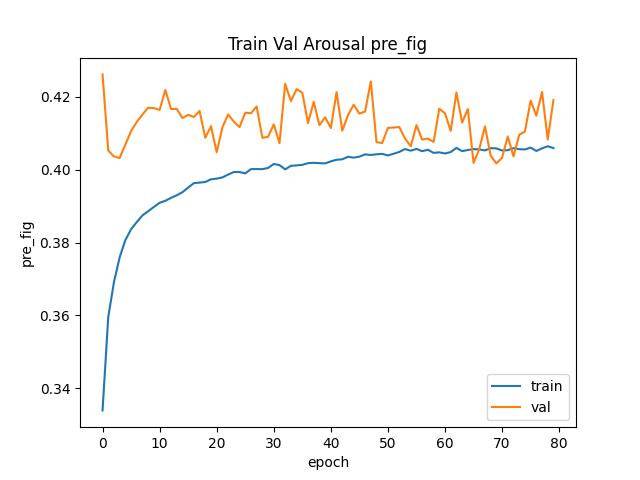 Train Val Arousal pre_fig
pre_fig
0.42
0.40
0.38
0.36
0.34
0 10 20 30 40 50 60 70 80
epoch
train
val